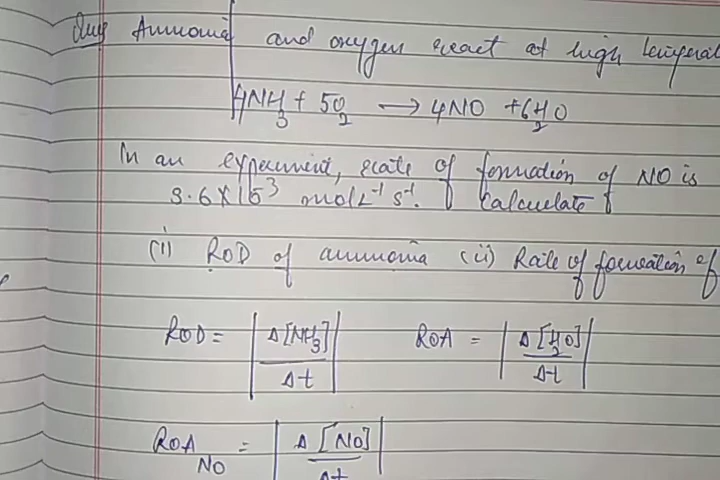 Ques Ammonia and oxygen react at high temperat
4NH3 + 5O2 → 4NO + 6H2O
In an experiment, rate of formation of NO is
3.6×10⁻³ mol L⁻¹ s⁻¹. Calculate
(i) ROD of ammonia (ii) Rate of formation of
ROD = |Δ[NH3]/Δt| ROA = |Δ[H2O]/Δt|
ROA NO = |Δ[NO]/Δt|